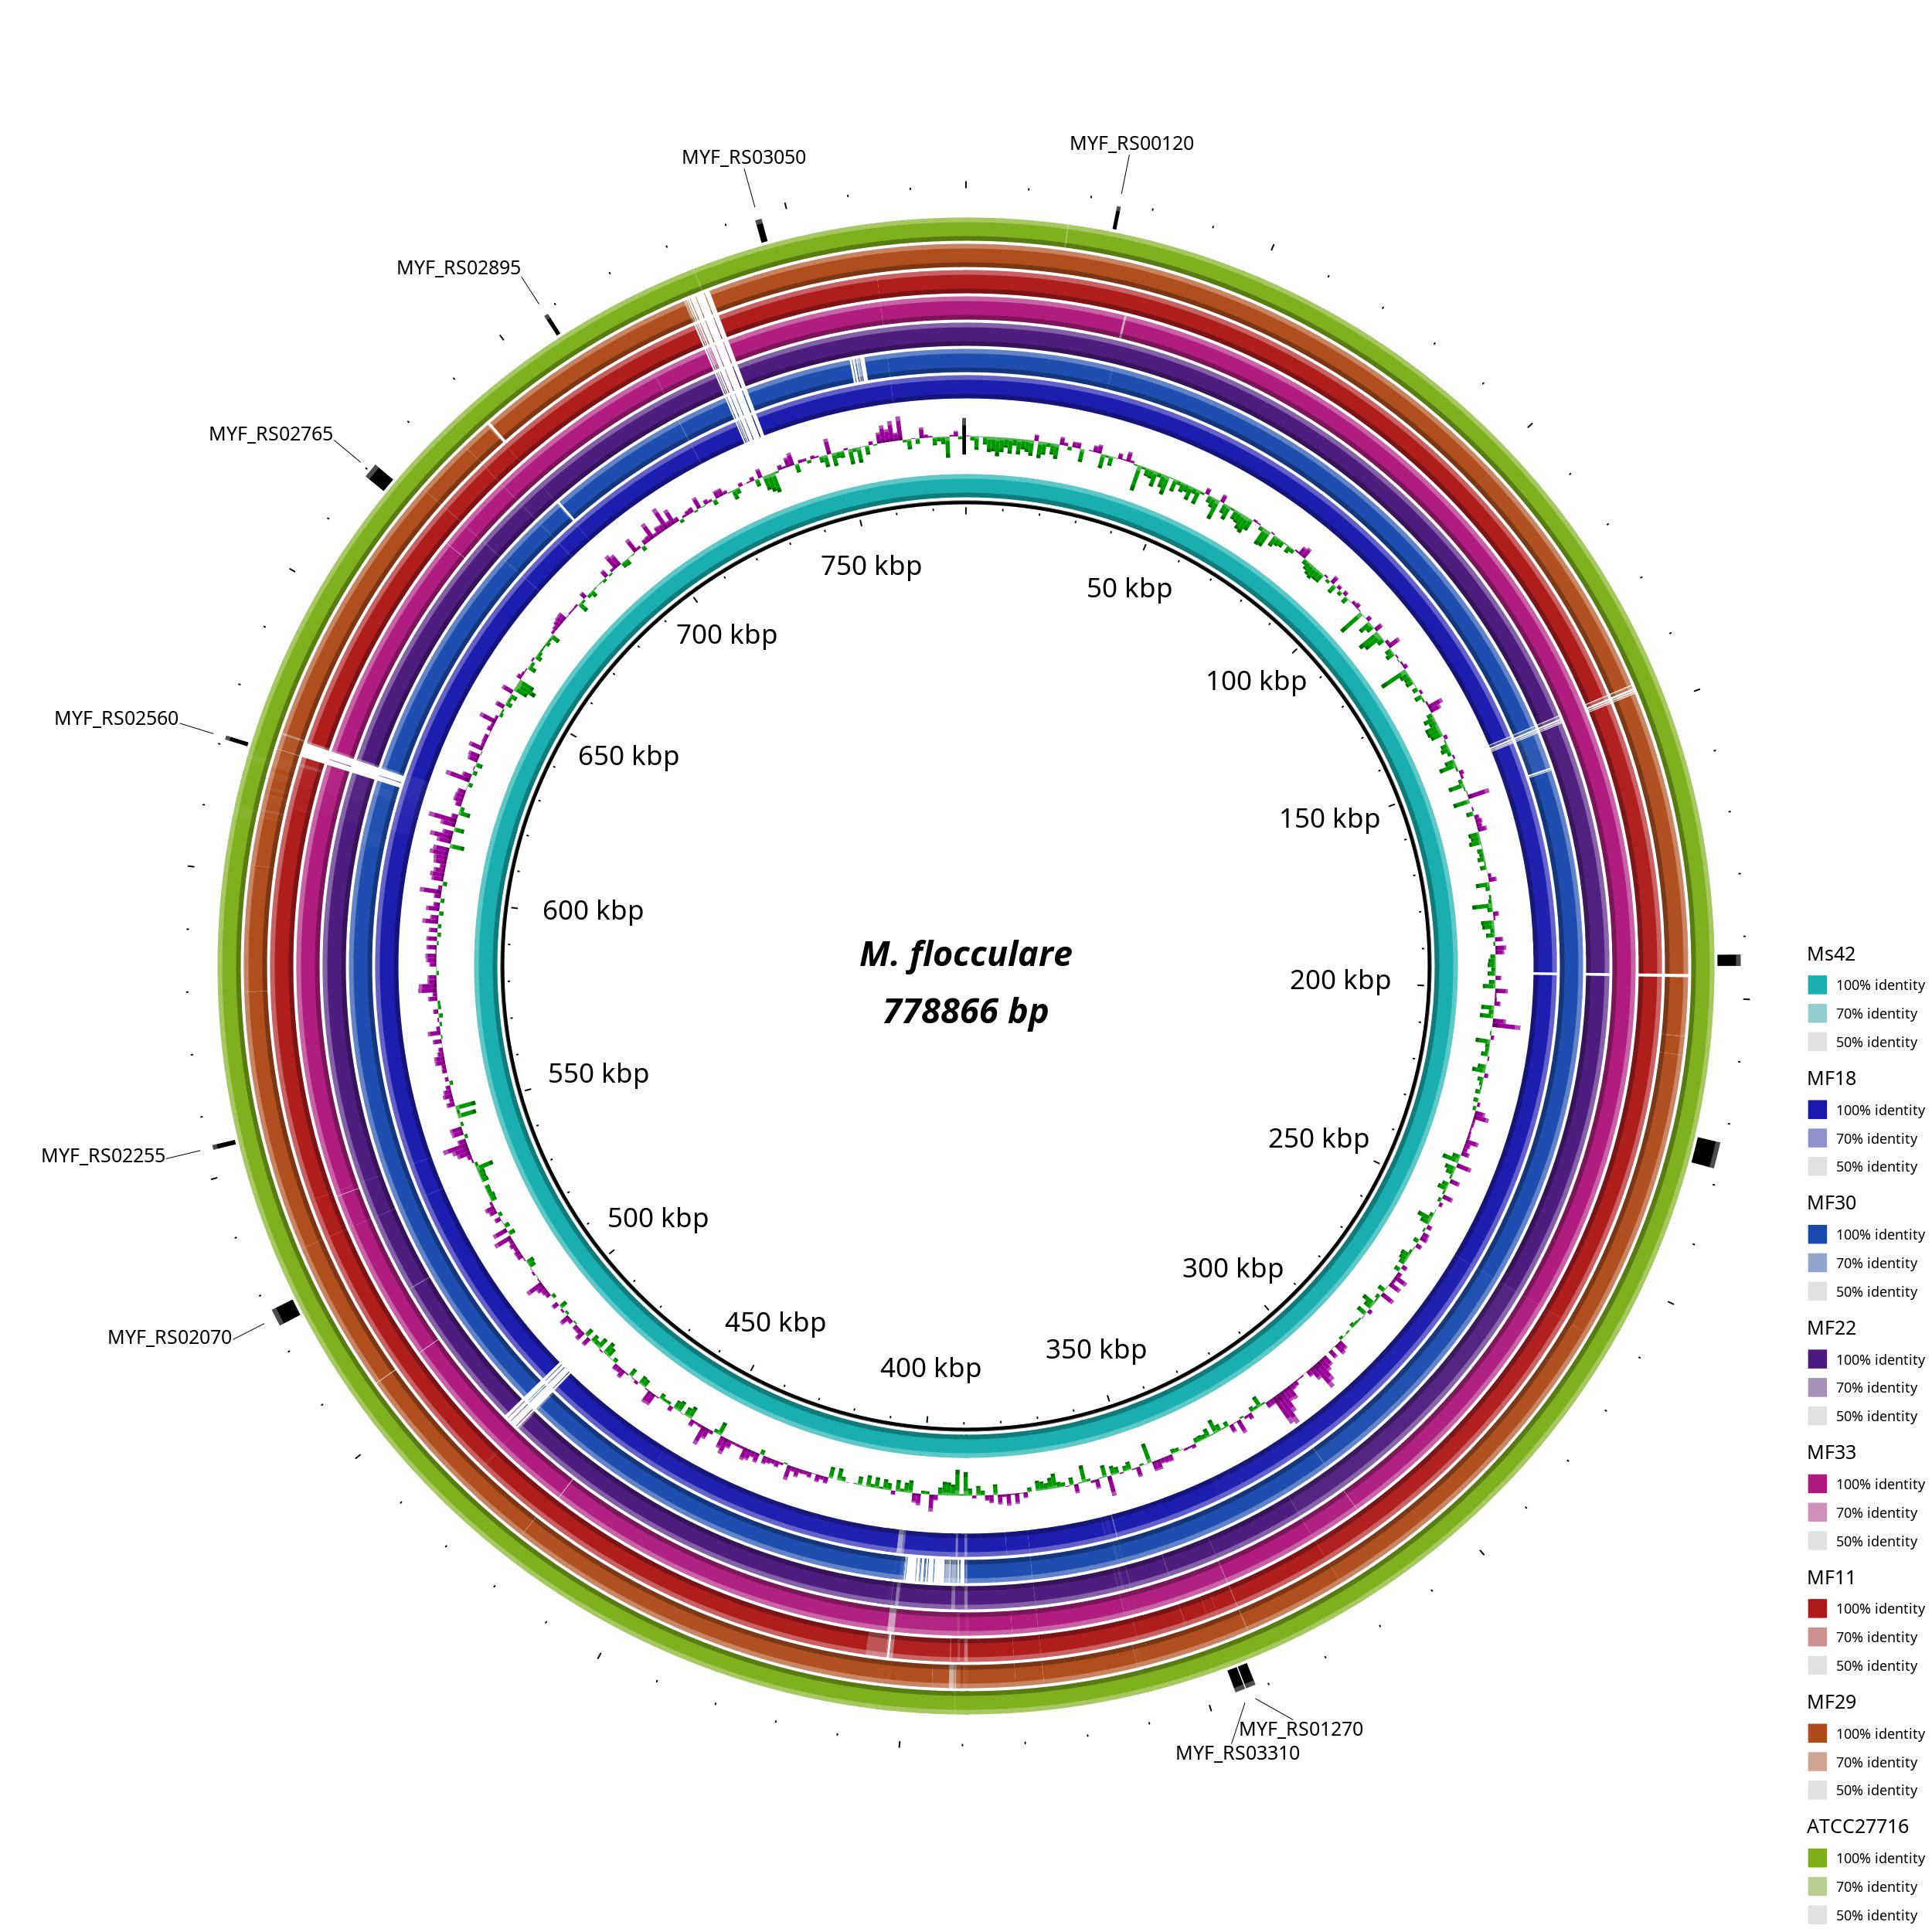 MYF_RS00120
MYF_RS03050
MYF_RS02895
MYF_RS02765
MYF_RS02560
MYF_RS02255
MYF_RS02070
MYF_RS01270
MYF_RS03310
750 kbp
50 kbp
700 kbp
100 kbp
650 kbp
150 kbp
600 kbp
200 kbp
550 kbp
250 kbp
500 kbp
300 kbp
450 kbp
350 kbp
400 kbp
M. flocculare
778866 bp
Ms42
100% identity
70% identity
50% identity
MF18
100% identity
70% identity
50% identity
MF30
100% identity
70% identity
50% identity
MF22
100% identity
70% identity
50% identity
MF33
100% identity
70% identity
50% identity
MF11
100% identity
70% identity
50% identity
MF29
100% identity
70% identity
50% identity
ATCC27716
100% identity
70% identity
50% identity